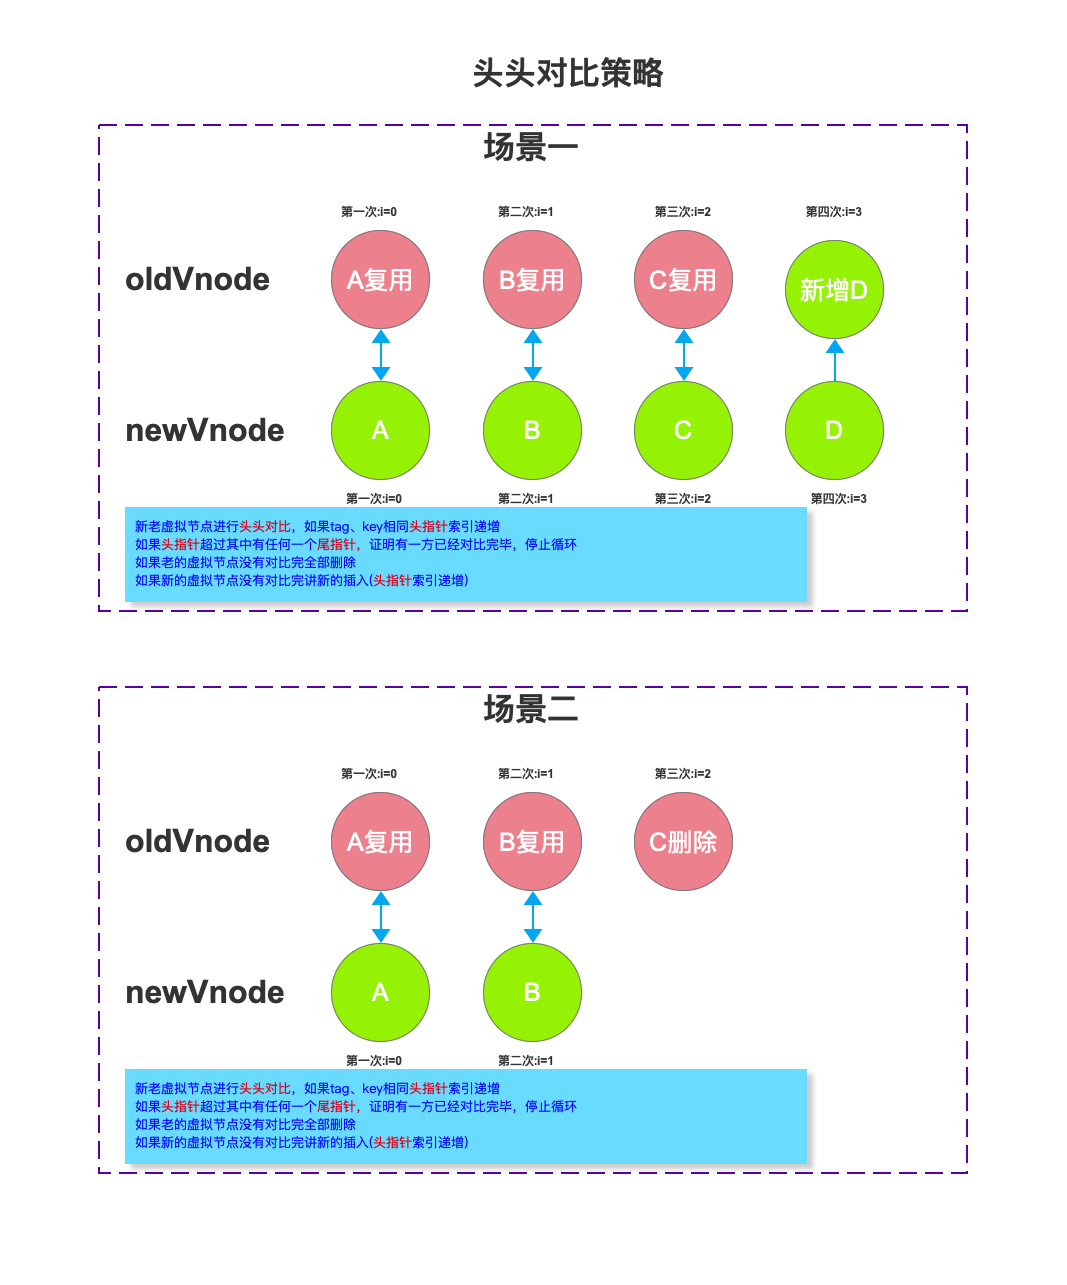 头头对比策略
场景一
第一次:i=0 第二次:i=1 第三次:i=2 第四次:i=3
oldVnode A复用 B复用 C复用 新增D
newVnode A B C D
第一次:i=0 第二次:i=1 第三次:i=2 第四次:i=3
新老虚拟节点进行头头对比，如果tag、key相同头指针索引递增
如果头指针超过其中有任何一个尾指针，证明有一方已经对比完毕，停止循环
如果老的虚拟节点没有对比完全部删除
如果新的虚拟节点没有对比完讲新的插入(头指针索引递增)
场景二
第一次:i=0 第二次:i=1 第三次:i=2
oldVnode A复用 B复用 C删除
newVnode A B
第一次:i=0 第二次:i=1
新老虚拟节点进行头头对比，如果tag、key相同头指针索引递增
如果头指针超过其中有任何一个尾指针，证明有一方已经对比完毕，停止循环
如果老的虚拟节点没有对比完全部删除
如果新的虚拟节点没有对比完讲新的插入(头指针索引递增)